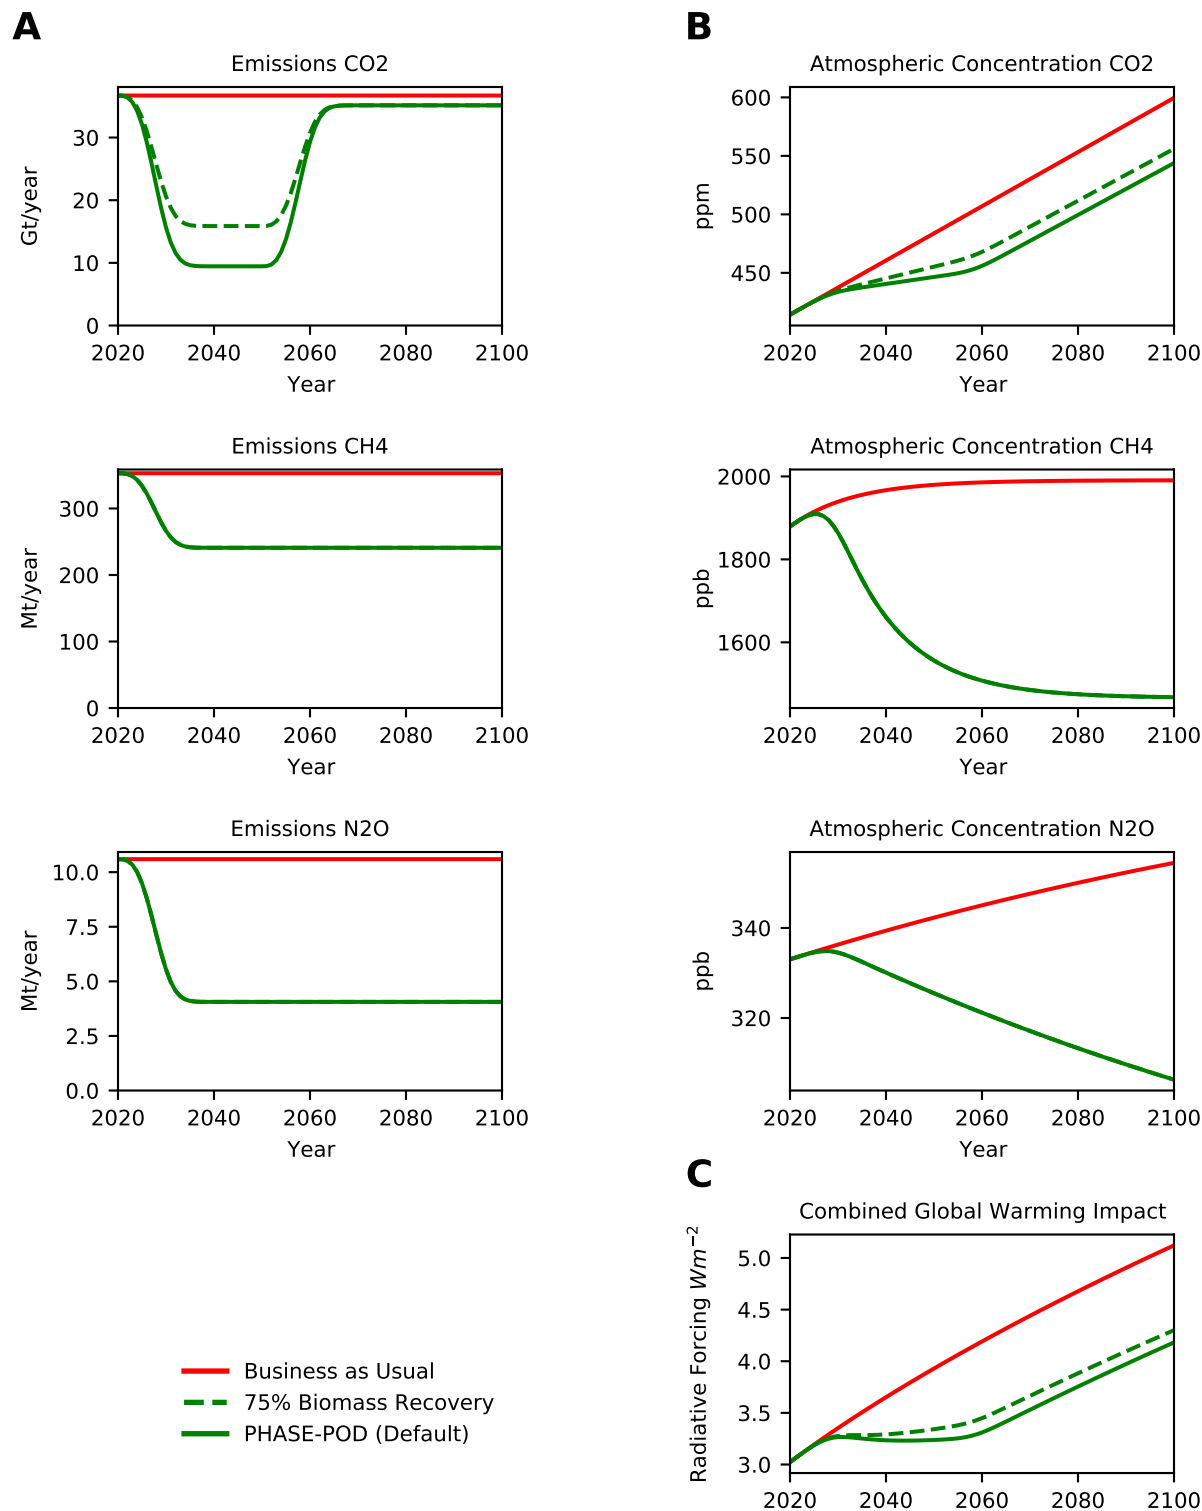 A
B
Emissions CO2
Gt/year
30
20
10
0
2020 2040 2060 2080 2100
Year
Atmospheric Concentration CO2
ppm
600
550
500
450
2020 2040 2060 2080 2100
Year
Emissions CH4
Mt/year
300
200
100
0
2020 2040 2060 2080 2100
Year
Atmospheric Concentration CH4
ppb
2000
1800
1600
2020 2040 2060 2080 2100
Year
Emissions N2O
Mt/year
10.0
7.5
5.0
2.5
0.0
2020 2040 2060 2080 2100
Year
Atmospheric Concentration N2O
ppb
340
320
2020 2040 2060 2080 2100
Year
C
Combined Global Warming Impact
Radiative Forcing Wm⁻²
5.0
4.5
4.0
3.5
3.0
2020 2040 2060 2080 2100
Business as Usual
75% Biomass Recovery
PHASE-POD (Default)